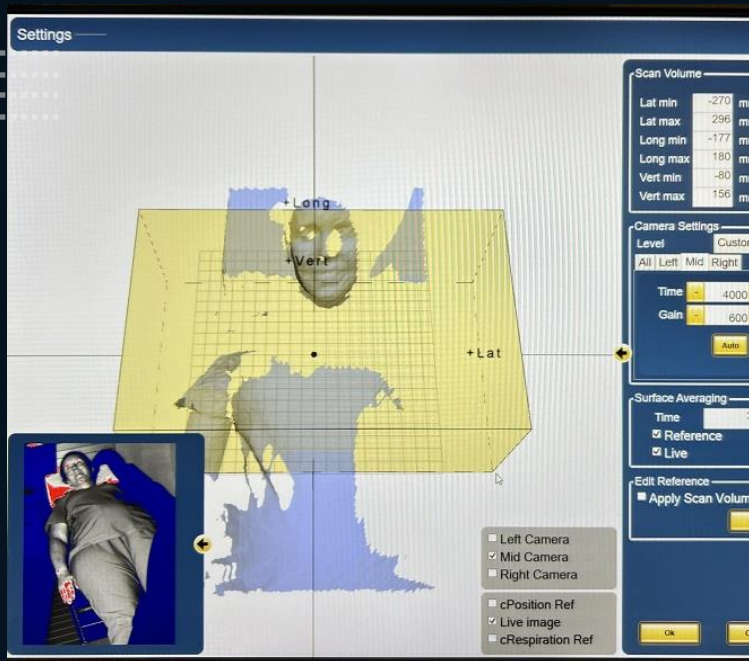 Settings
+Long
+Vert
+Lat
Left Camera
Mid Camera
Right Camera
cPosition Ref
Live image
cRespiration Ref
Scan Volume
Lat min -270
Lat max 296
Long min -177
Long max 180
Vert min -80
Vert max 156
Camera Settings
Level
All Left Mid Right
Time - 4000
Gain - 600
Auto
Surface Averaging
Time
Reference
Live
Edit Reference
Apply Scan Volum
Ok